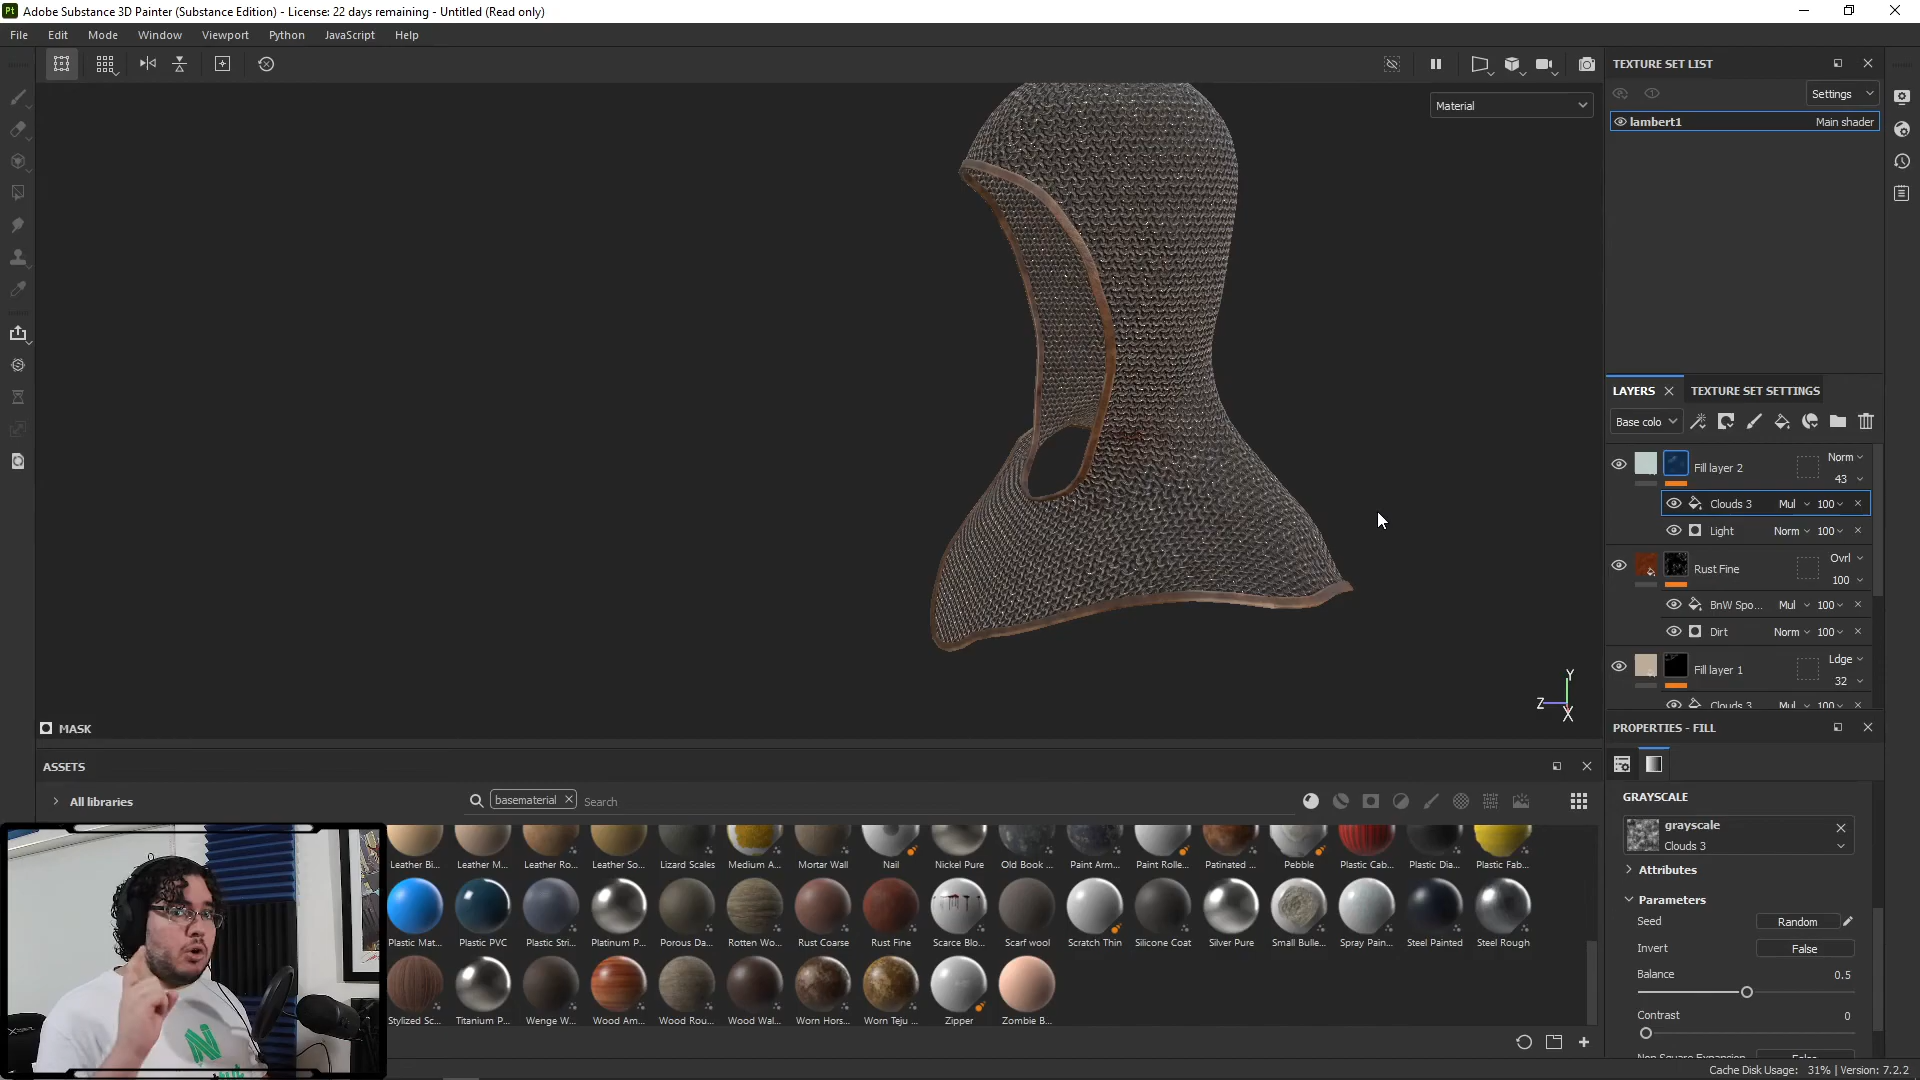 Pt Adobe Substance 3D Painter (Substance Edition) - License: 22 days remaining - Untitled (Read only)
File Edit Mode Window Viewport Python JavaScript Help
Material
TEXTURE SET LIST
Settings
lambert1 Main shader
LAYERS TEXTURE SET SETTINGS
Base colo
Fill layer 2 Norm
43
Clouds 3 Mul 100
Light Norm 100
Rust Fine Ovrl
100
BnW Spo... Mul 100
Dirt Norm 100
Fill layer 1 Ldge
32
Clouds 3 Mul 100
Y
Z
X
MASK
PROPERTIES - FILL
GRAYSCALE
grayscale
Clouds 3
Attributes
Parameters
Seed Random
Invert False
Balance 0.5
Contrast 0
Non Square Expansion False
ASSETS
All libraries
basematerial Search
Leather Bi... Leather M... Leather Ro... Leather So... Lizard Scales Medium A... Mortar Wall Nail Nickel Pure Old Book ... Paint Arm... Paint Rolle... Patinated ... Pebble Plastic Cab... Plastic Dia... Plastic Fab...
Plastic Mat... Plastic PVC Plastic Stri... Platinum P... Porous Da... Rotten Wo... Rust Coarse Rust Fine Scarce Blo... Scarf wool Scratch Thin Silicone Coat Silver Pure Small Bulle... Spray Pain... Steel Painted Steel Rough
Stylized Sc... Titanium P... Wenge W... Wood Am... Wood Rou... Wood Wal... Worn Hors... Worn Teju ... Zipper Zombie B...
N
Cache Disk Usage: 31% | Version: 7.2.2